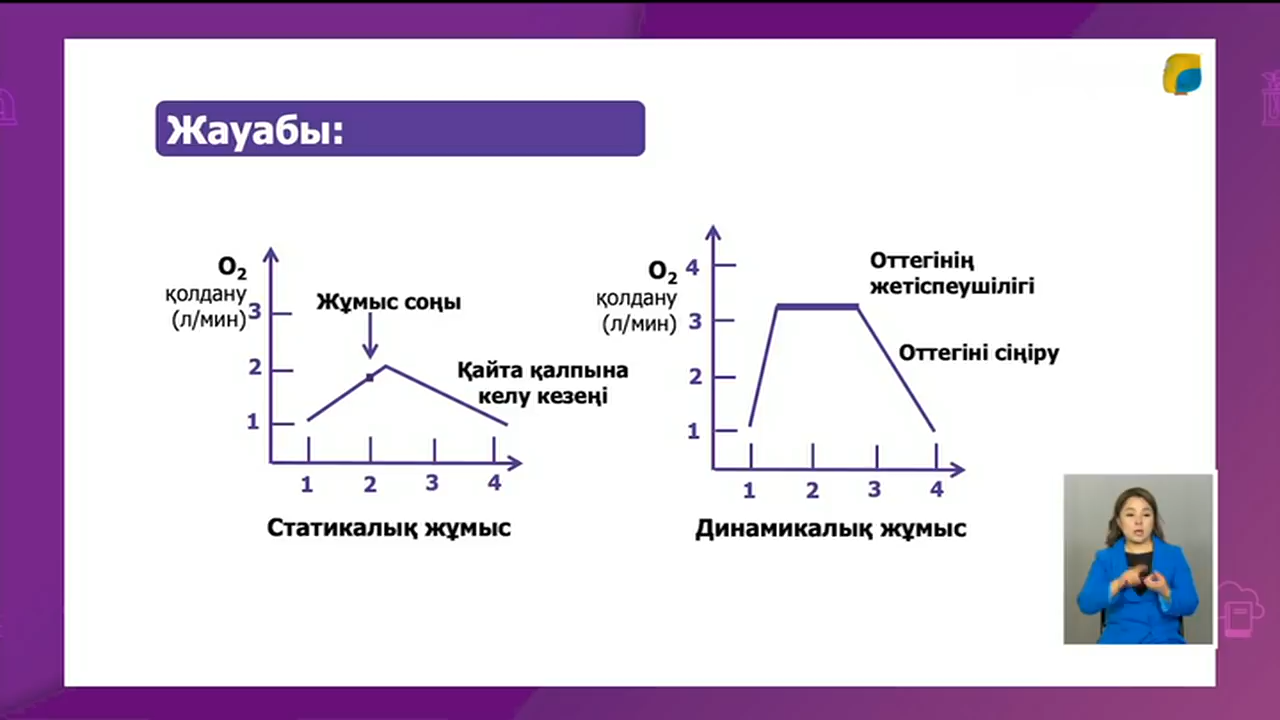 Жауабы:
O₂
қолдану
(л/мин)
3
2
1
Жұмыс соңы
Қайта қалпына
келу кезеңі
1 2 3 4
Статикалық жұмыс
O₂
қолдану
(л/мин)
4
3
2
1
Оттегінің
жетіспеушілігі
Оттегіні сіңіру
1 2 3 4
Динамикалық жұмыс